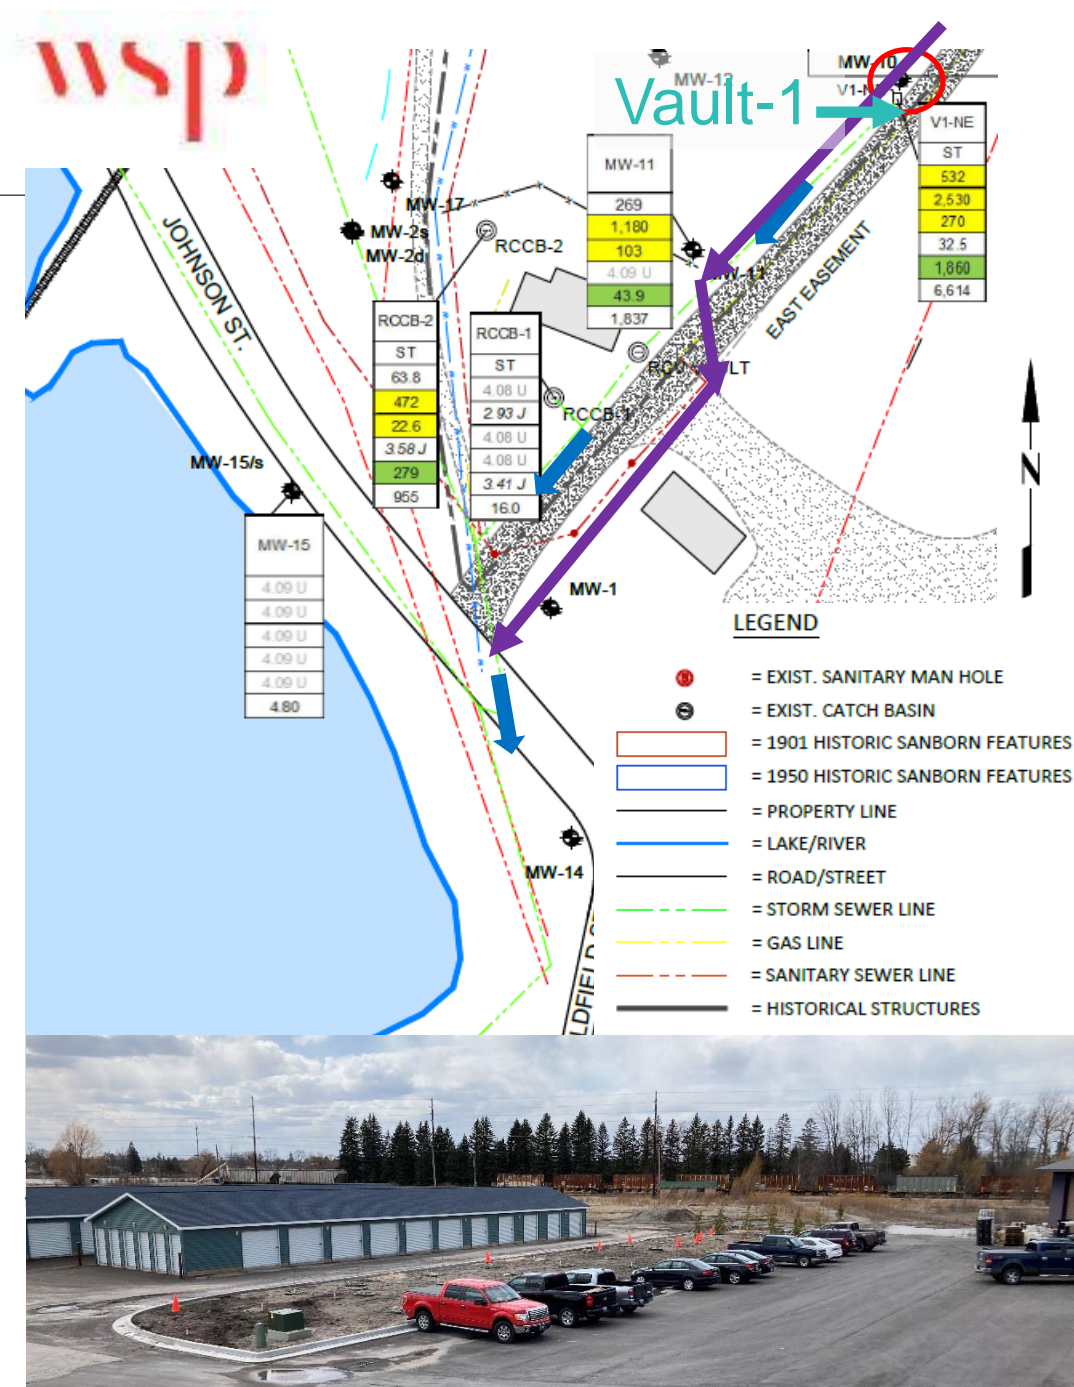 wsp
MW-12
MW-10
V1-NE
Vault-1
V1-NE
ST
532
2,530
270
32.5
1,860
6,614
MW-11
269
1,180
103
4.09 U
43.9
1,837
MW-17
MW-2s
MW-2d
RCCB-2
MW-11
EAST EASEMENT
JOHNSON ST.
RCCB-2
ST
63.8
472
22.6
3.58 J
279
955
RCCB-1
ST
4.08 U
2.93 J
4.08 U
4.08 U
3.41 J
16.0
RCCB-1
MW-15/s
MW-15
4.09 U
4.09 U
4.09 U
4.09 U
4.09 U
4.80
N
MW-1
MW-14
LEGEND
= EXIST. SANITARY MAN HOLE
= EXIST. CATCH BASIN
= 1901 HISTORIC SANBORN FEATURES
= 1950 HISTORIC SANBORN FEATURES
= PROPERTY LINE
= LAKE/RIVER
= ROAD/STREET
= STORM SEWER LINE
= GAS LINE
= SANITARY SEWER LINE
= HISTORICAL STRUCTURES